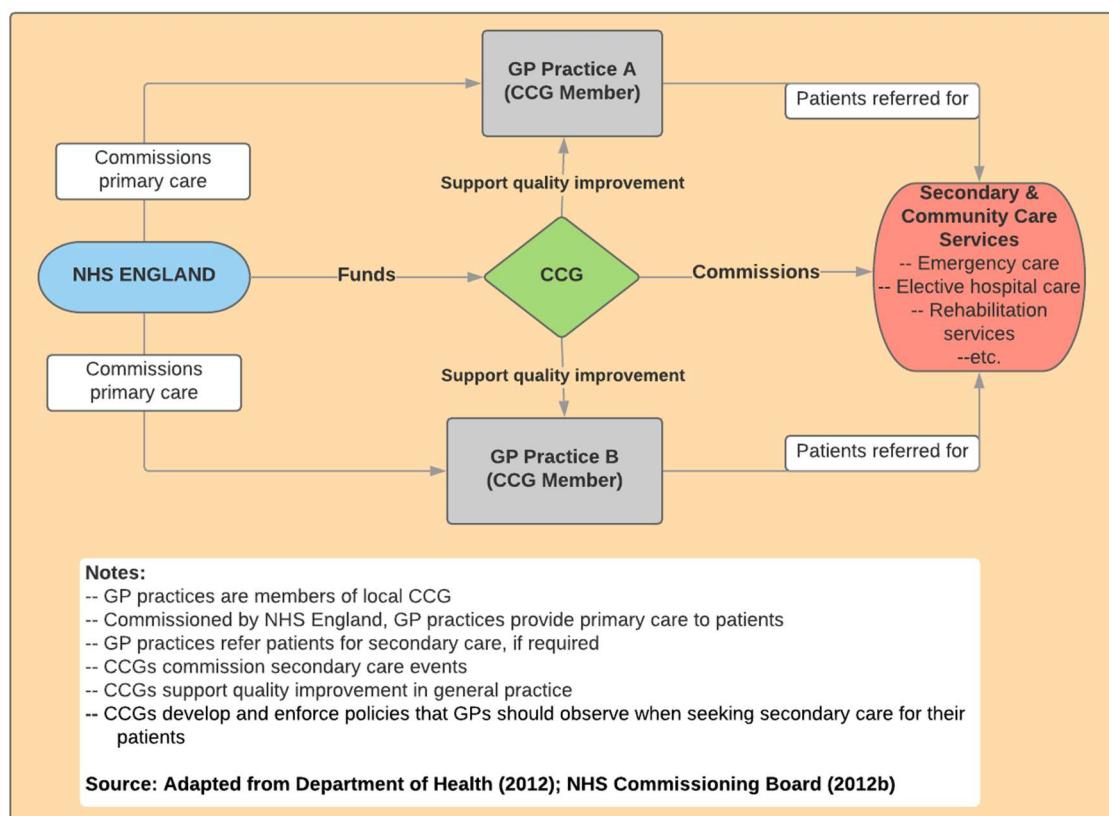 GP Practice A
(CCG Member)
Patients referred for
Commissions
primary care
Support quality improvement
Secondary &
Community Care
Services
-- Emergency care
-- Elective hospital care
-- Rehabilitation
services
--etc.
NHS ENGLAND
Funds
CCG
Commissions
Commissions
primary care
Support quality improvement
GP Practice B
(CCG Member)
Patients referred for
Notes:
-- GP practices are members of local CCG
-- Commissioned by NHS England, GP practices provide primary care to patients
-- GP practices refer patients for secondary care, if required
-- CCGs commission secondary care events
-- CCGs support quality improvement in general practice
-- CCGs develop and enforce policies that GPs should observe when seeking secondary care for their
patients
Source: Adapted from Department of Health (2012); NHS Commissioning Board (2012b)